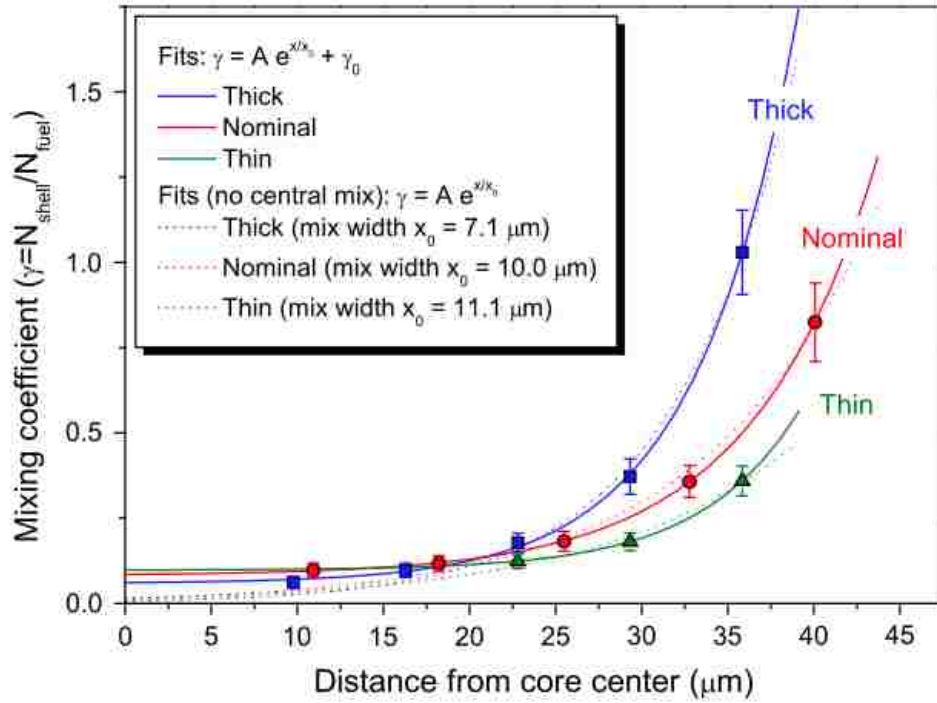 Mixing coefficient (γ=N_shell/N_fuel)
1.5
1.0
0.5
0.0
Fits: γ = A e^x/x₀ + γ₀
Thick
Nominal
Thin
Fits (no central mix): γ = A e^x/x₀
Thick (mix width x₀ = 7.1 μm)
Nominal (mix width x₀ = 10.0 μm)
Thin (mix width x₀ = 11.1 μm)
Thick
Nominal
Thin
0 5 10 15 20 25 30 35 40 45
Distance from core center (μm)